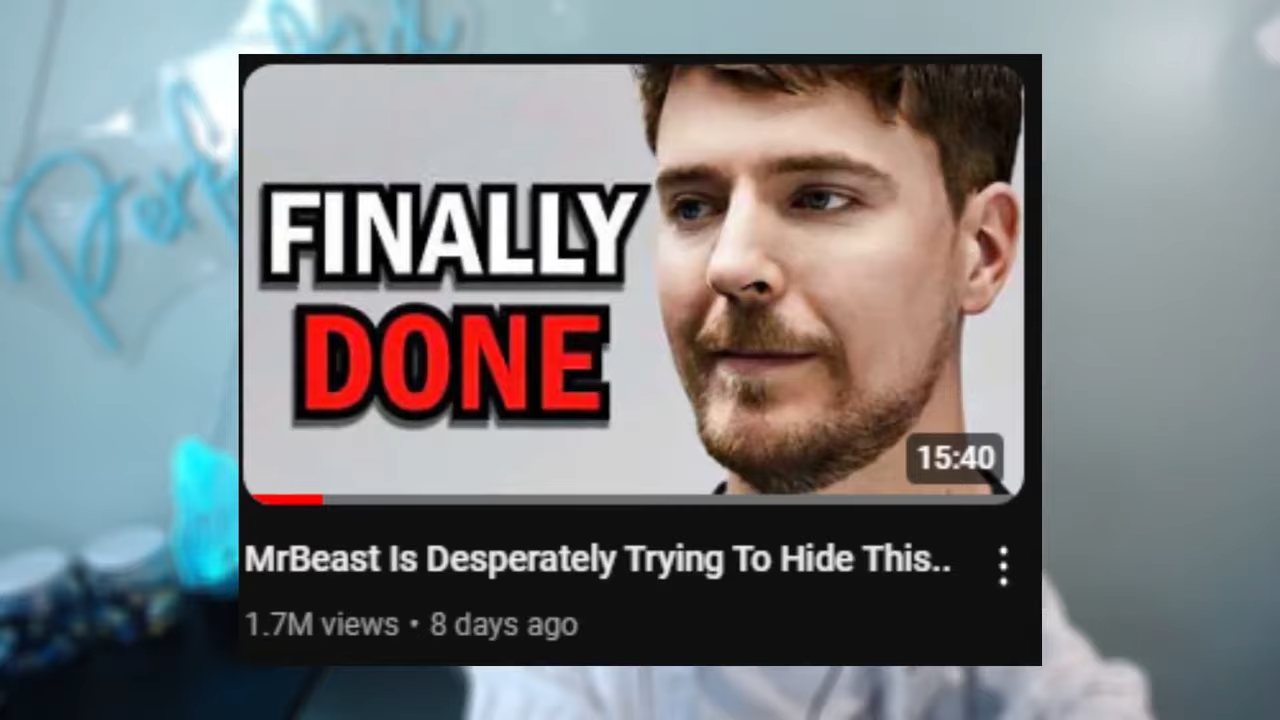 FINALLY
DONE
15:40
MrBeast Is Desperately Trying To Hide This..
1.7M views • 8 days ago